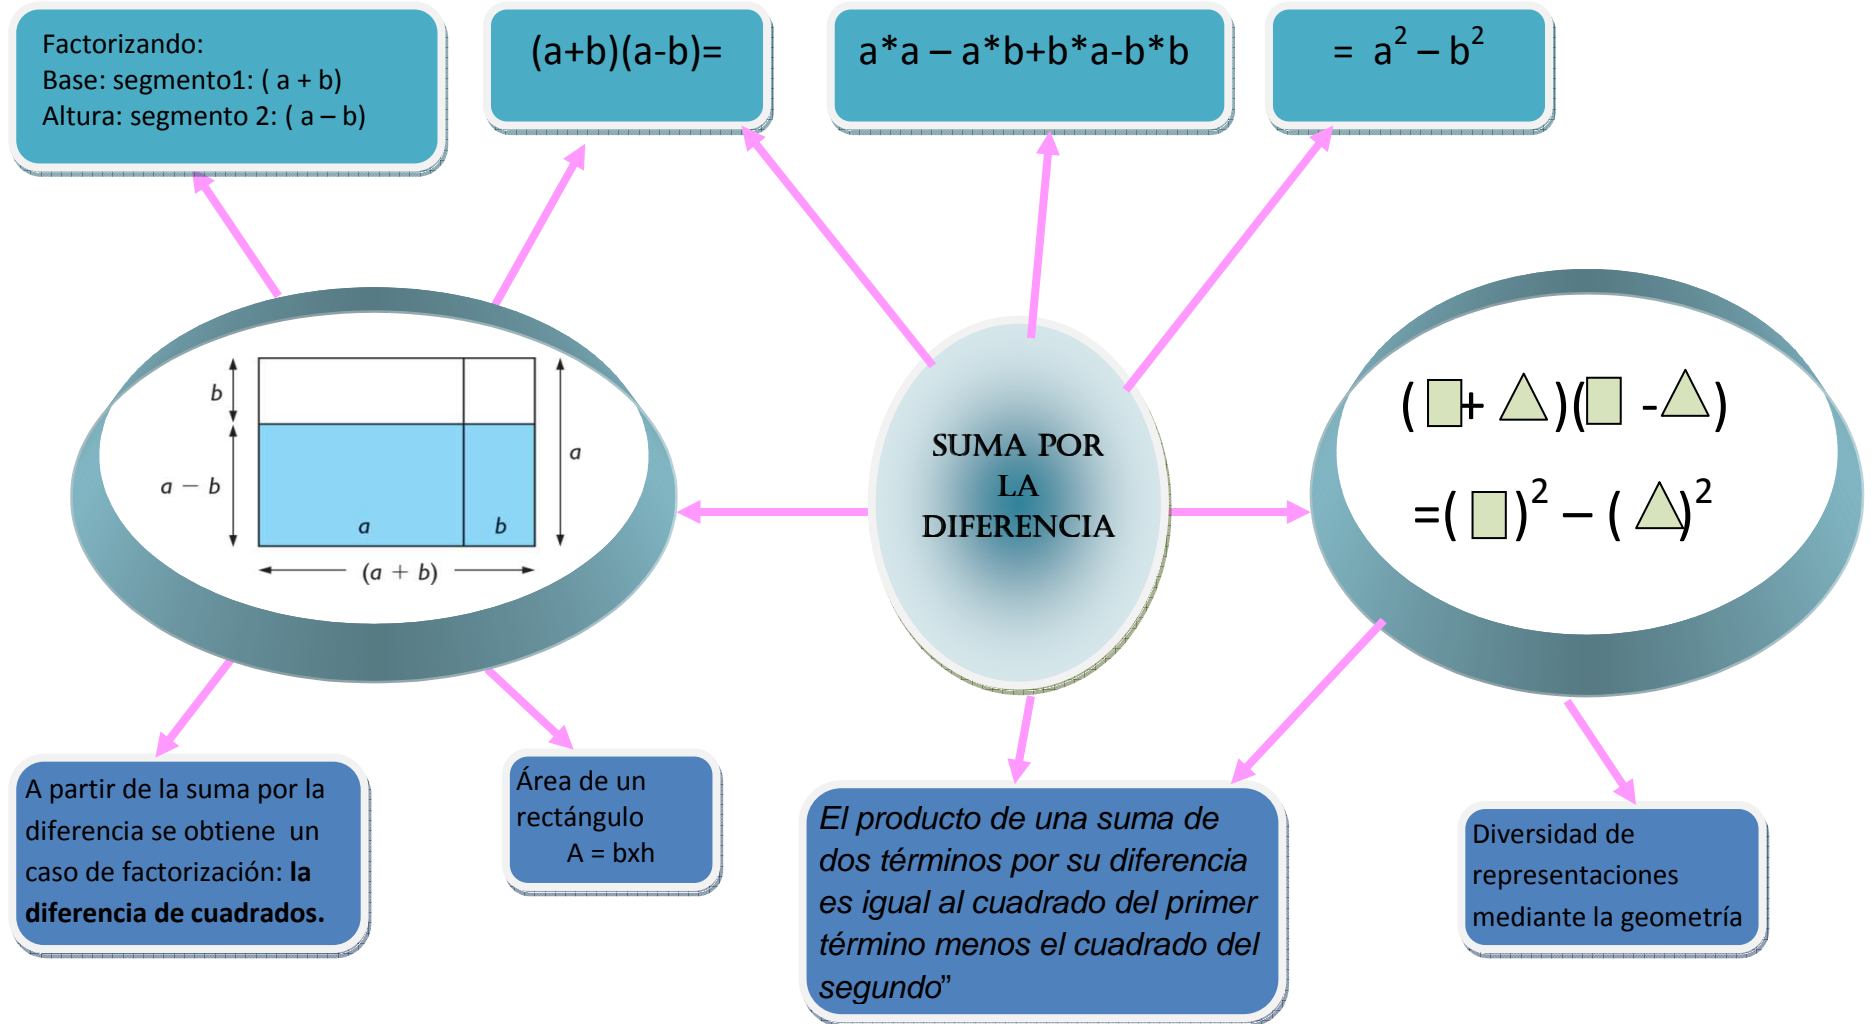 Factorizando:
Base: segmento1: ( a + b)
Altura: segmento 2: ( a – b)
(a+b)(a-b)=
a*a – a*b+b*a-b*b
= a² – b²
b
a − b
a
b
a
(a + b)
SUMA POR
LA
DIFERENCIA
( □+ △)(□ -△)
=( □)² – ( △)²
A partir de la suma por la
diferencia se obtiene un
caso de factorización: la
diferencia de cuadrados.
Área de un
rectángulo
A = bxh
El producto de una suma de
dos términos por su diferencia
es igual al cuadrado del primer
término menos el cuadrado del
segundo”
Diversidad de
representaciones
mediante la geometría